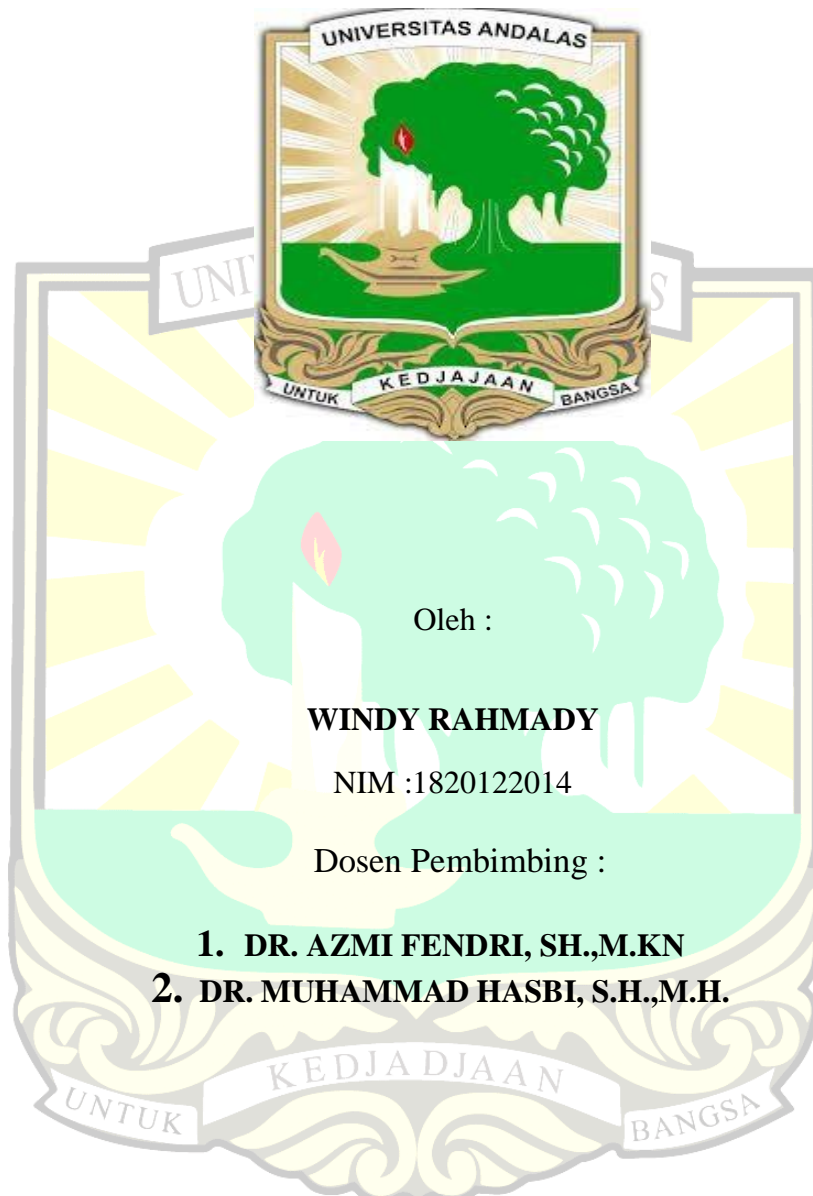 UNIVERSITAS ANDALAS
UNTUK KEDJAJAAN BANGSA
Oleh :
WINDY RAHMADY
NIM :1820122014
Dosen Pembimbing :
1. DR. AZMI FENDRI, SH.,M.KN
2. DR. MUHAMMAD HASBI, S.H.,M.H.
UNTUK KEDJADJAAN BANGSA